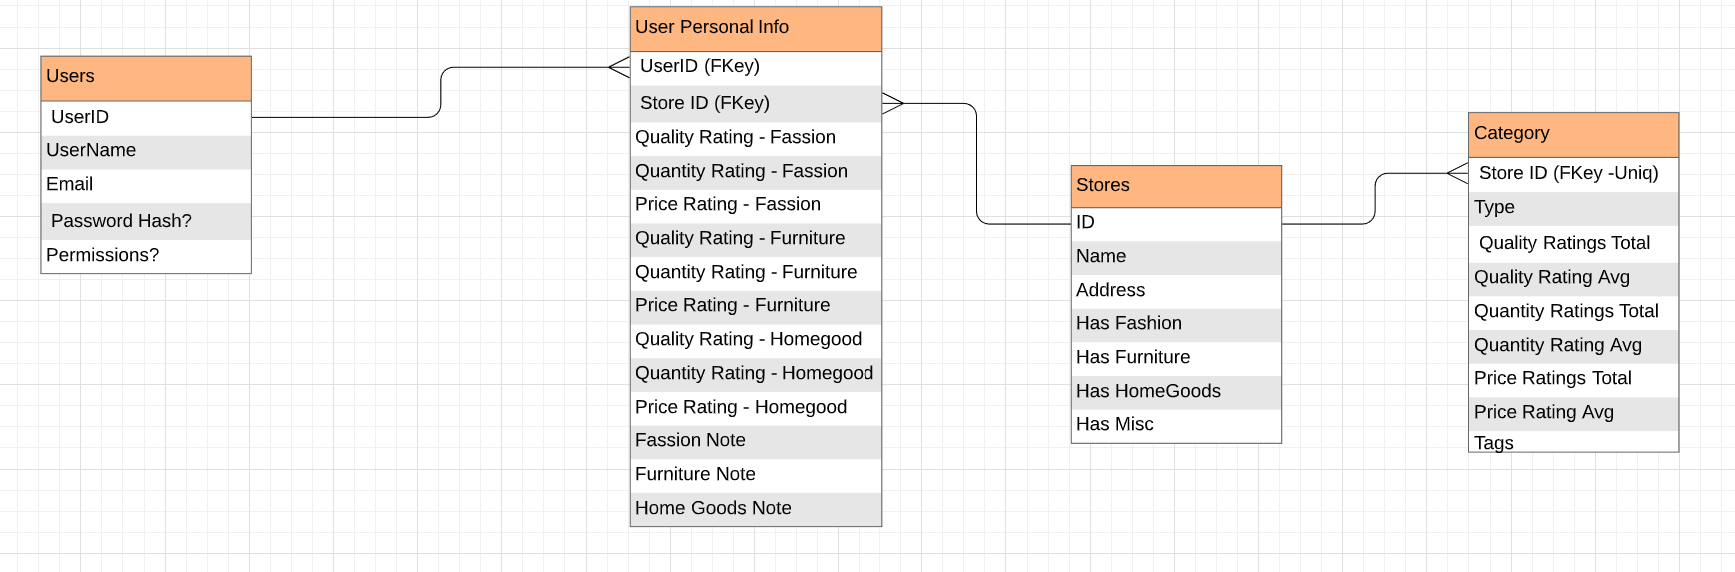 Users
UserID
UserName
Email
Password Hash?
Permissions?
User Personal Info
UserID (FKey)
Store ID (FKey)
Quality Rating - Fassion
Quantity Rating - Fassion
Price Rating - Fassion
Quality Rating - Furniture
Quantity Rating - Furniture
Price Rating - Furniture
Quality Rating - Homegood
Quantity Rating - Homegood
Price Rating - Homegood
Fassion Note
Furniture Note
Home Goods Note
Stores
ID
Name
Address
Has Fashion
Has Furniture
Has HomeGoods
Has Misc
Category
Store ID (FKey -Uniq)
Type
Quality Ratings Total
Quality Rating Avg
Quantity Ratings Total
Quantity Rating Avg
Price Ratings Total
Price Rating Avg
Tags